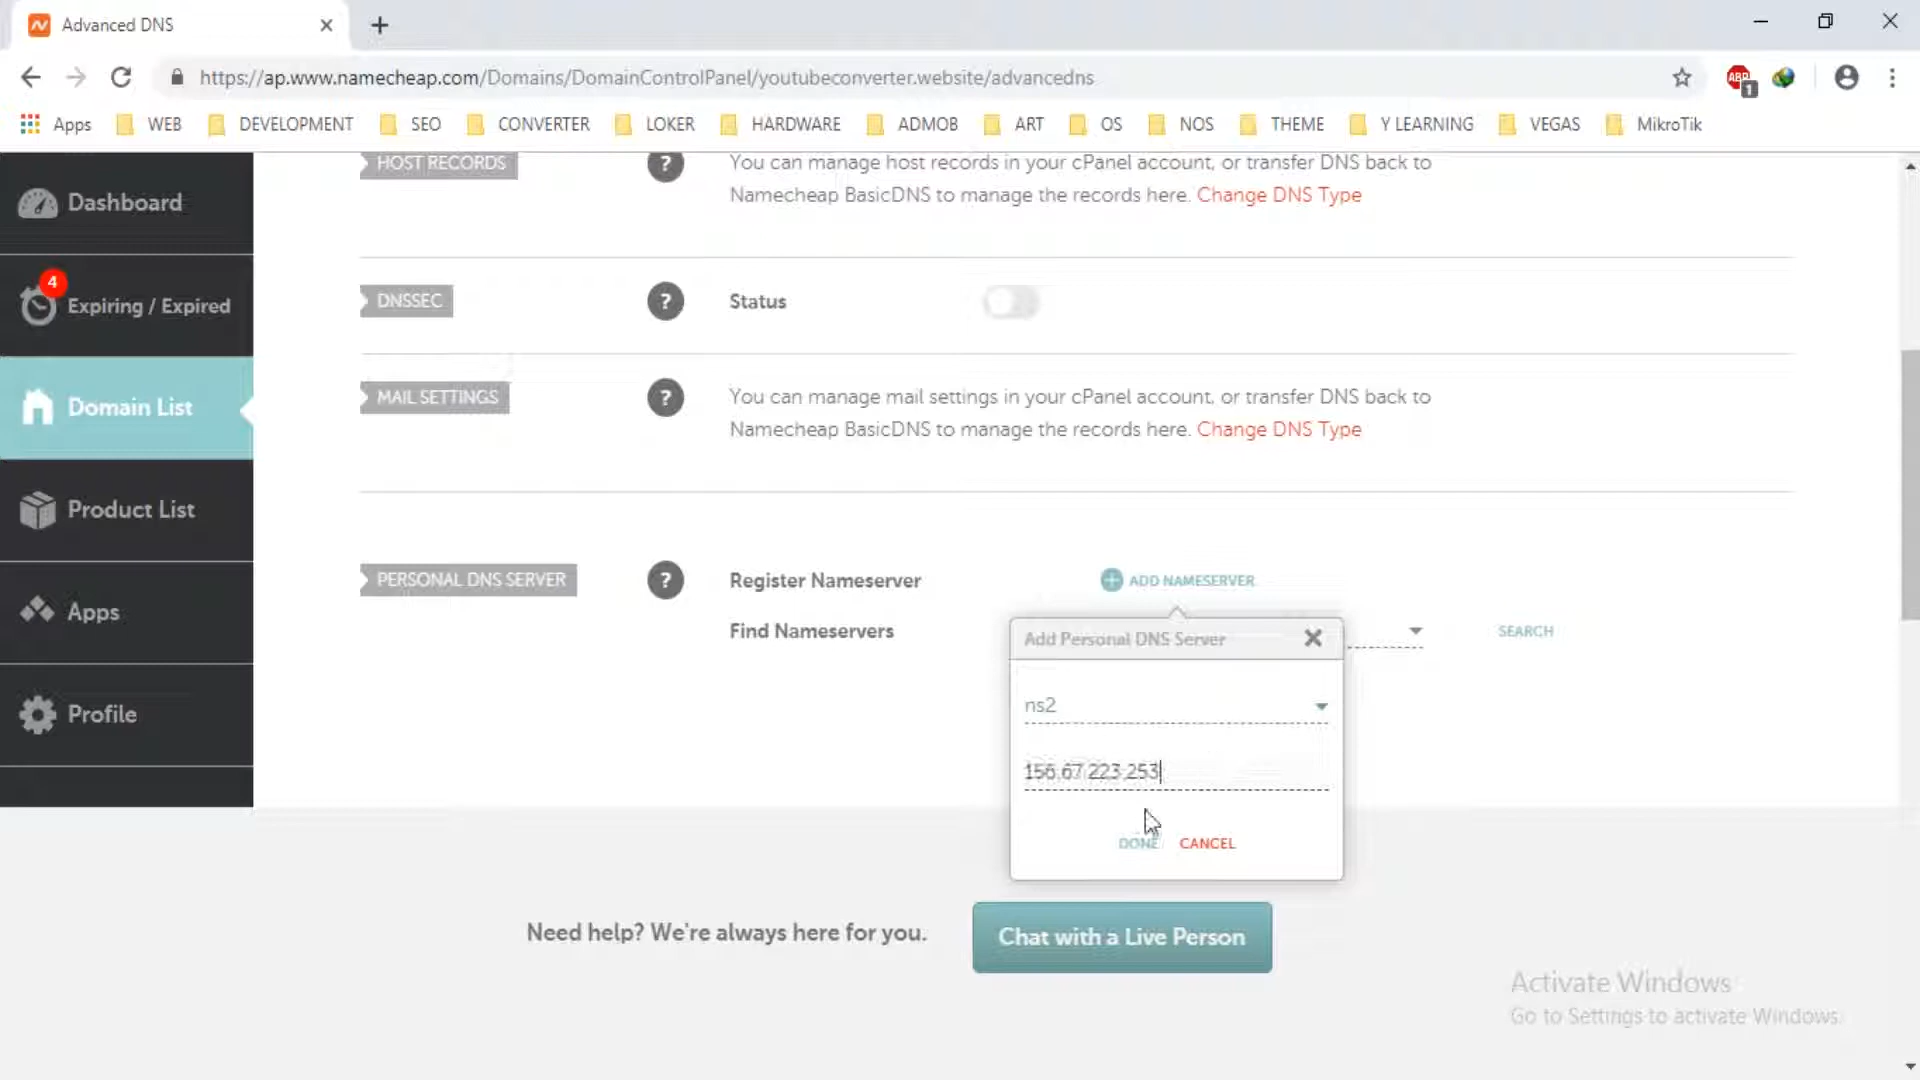 Advanced DNS
https://ap.www.namecheap.com/Domains/DomainControlPanel/youtubeconverter.website/advancedns
ABP
1
Apps
WEB
DEVELOPMENT
SEO
CONVERTER
LOKER
HARDWARE
ADMOB
ART
OS
NOS
THEME
Y LEARNING
VEGAS
MikroTik
Dashboard
4
Expiring / Expired
Domain List
Product List
Apps
Profile
HOST RECORDS
?
You can manage host records in your cPanel account, or transfer DNS back to
Namecheap BasicDNS to manage the records here. Change DNS Type
DNSSEC
?
Status
MAIL SETTINGS
?
You can manage mail settings in your cPanel account, or transfer DNS back to
Namecheap BasicDNS to manage the records here. Change DNS Type
PERSONAL DNS SERVER
?
Register Nameserver
ADD NAMESERVER
Find Nameservers
SEARCH
Add Personal DNS Server
ns2
156.67.223.253
DONE
CANCEL
Need help? We're always here for you.
Chat with a Live Person
Activate Windows
Go to Settings to activate Windows.